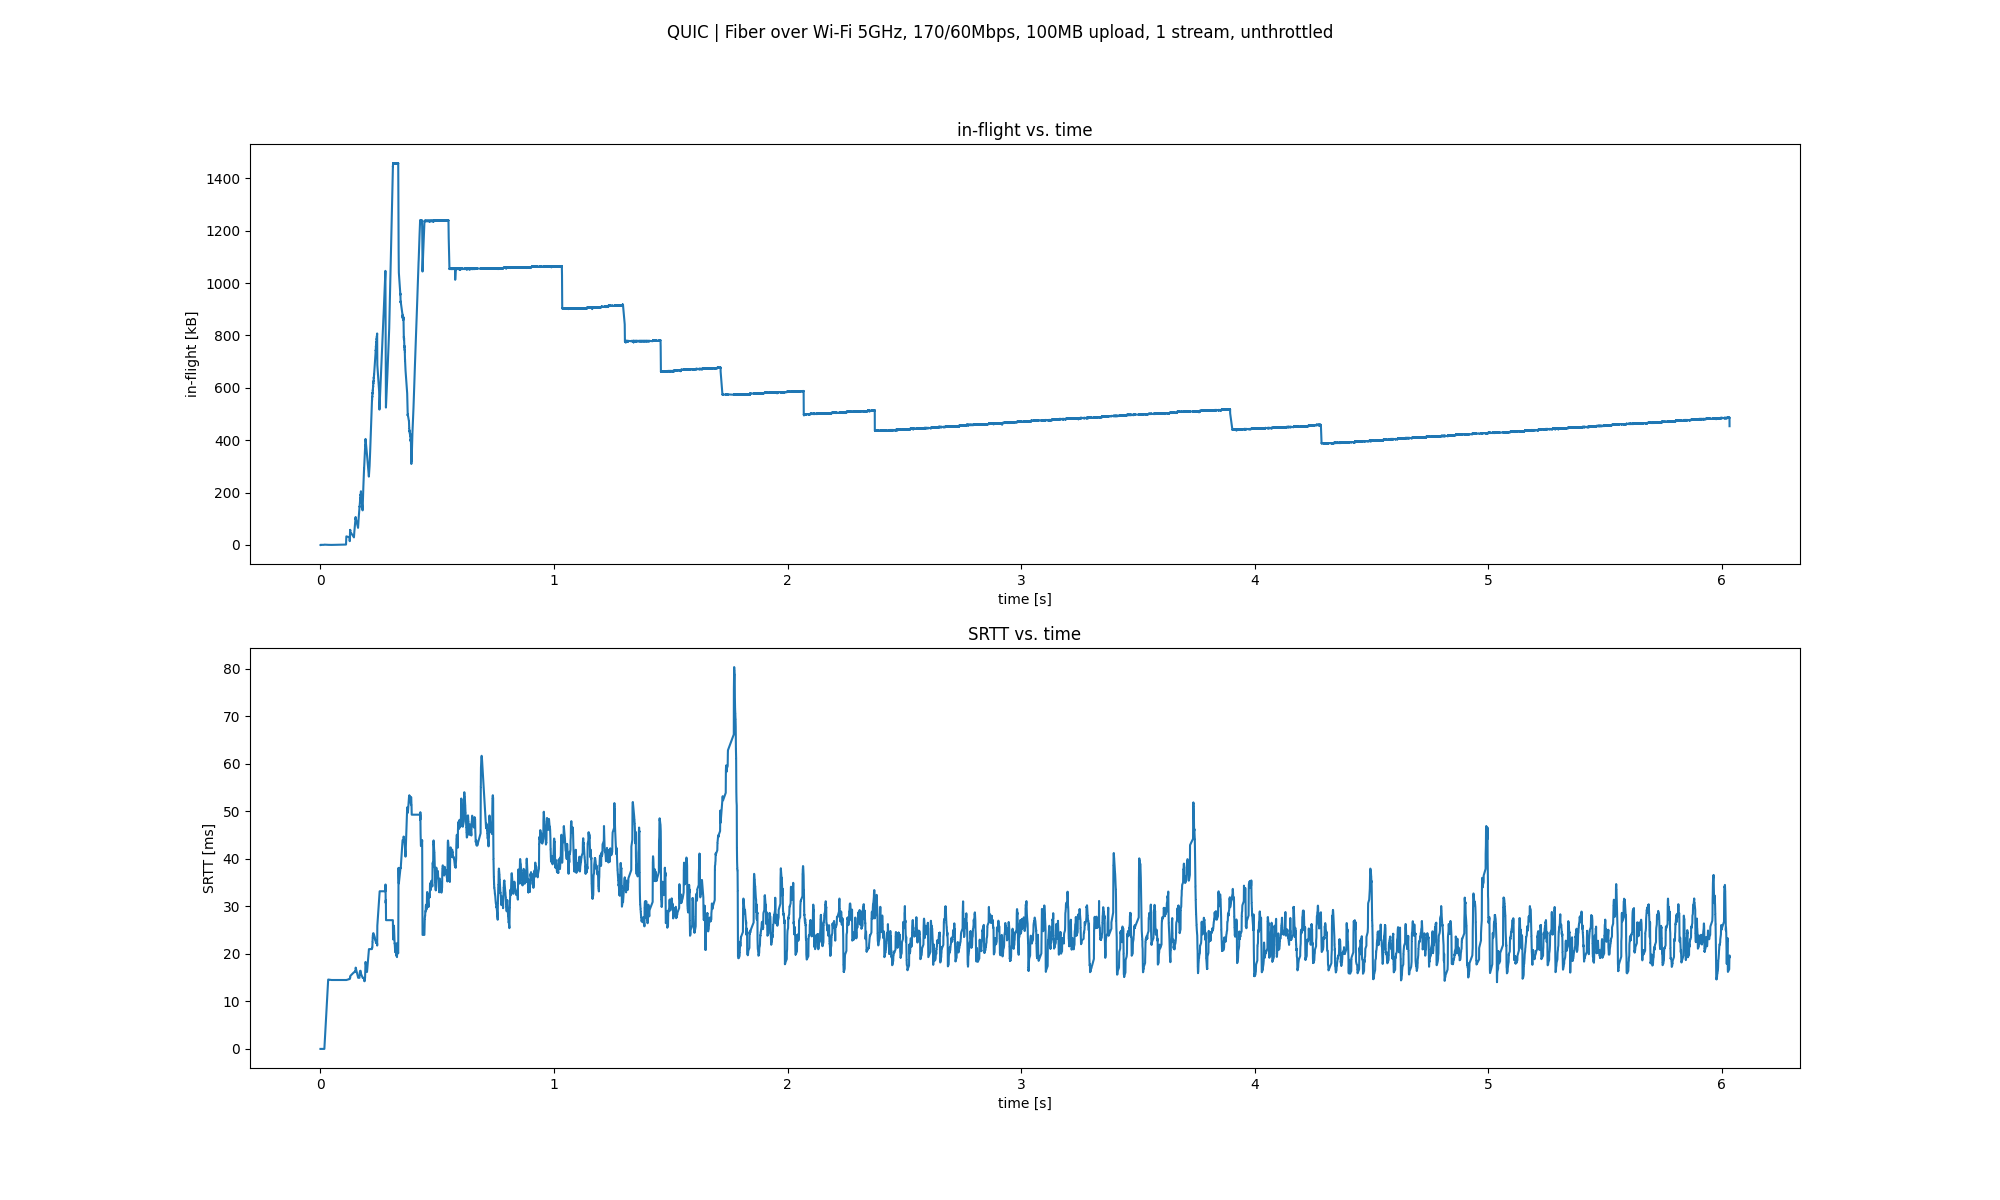 QUIC | Fiber over Wi-Fi 5GHz, 170/60Mbps, 100MB upload, 1 stream, unthrottled
in-flight vs. time
in-flight [kB]
1400
1200
1000
800
600
400
200
0
0 1 2 3 4 5 6
time [s]
SRTT vs. time
SRTT [ms]
80
70
60
50
40
30
20
10
0
0 1 2 3 4 5 6
time [s]